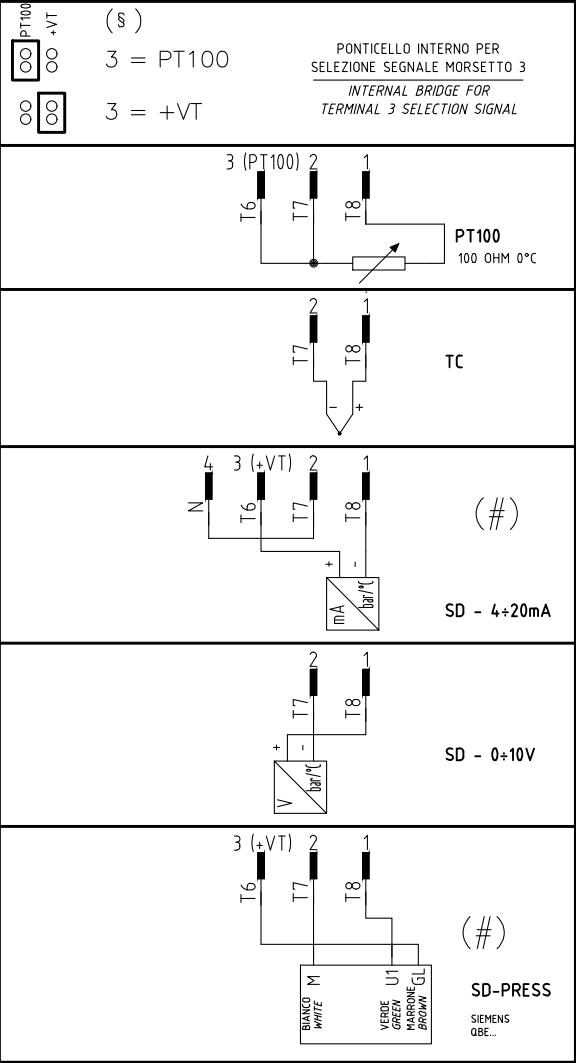 PT100
+VT
(§)
3 = PT100
3 = +VT
PONTICELLO INTERNO PER
SELEZIONE SEGNALE MORSETTO 3
INTERNAL BRIDGE FOR
TERMINAL 3 SELECTION SIGNAL
3 (PT100) 2 1
T6 T7 T8
PT100
100 OHM 0°C
2 1
T7 T8
TC
- +
4 3 (+VT) 2 1
N T6 T7 T8
(#)
+ -
mA bar/°C
SD - 4÷20mA
2 1
T7 T8
+ -
V bar/°C
SD - 0÷10V
3 (+VT) 2 1
T6 T7 T8
(#)
M U1 GL
BIANCO
WHITE
VERDE
GREEN
MARRONE
BROWN
SD-PRESS
SIEMENS
QBE...